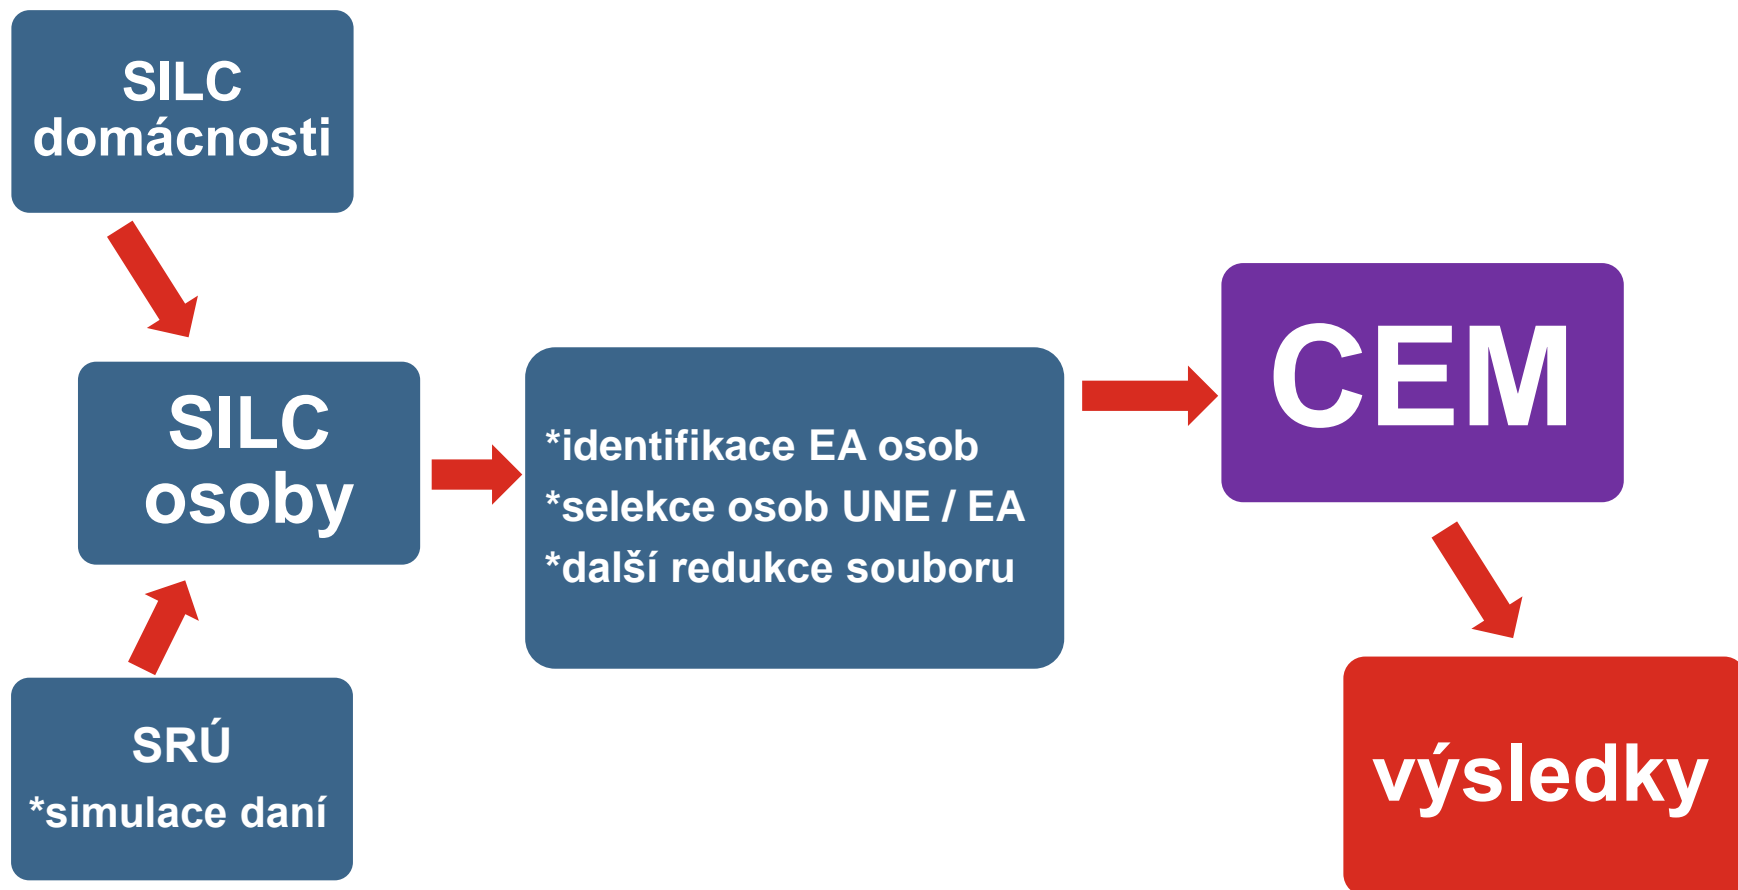 SILC
domácnosti
SILC
osoby
SRÚ
*simulace daní
*identifikace EA osob
*selekce osob UNE / EA
*další redukce souboru
CEM
výsledky